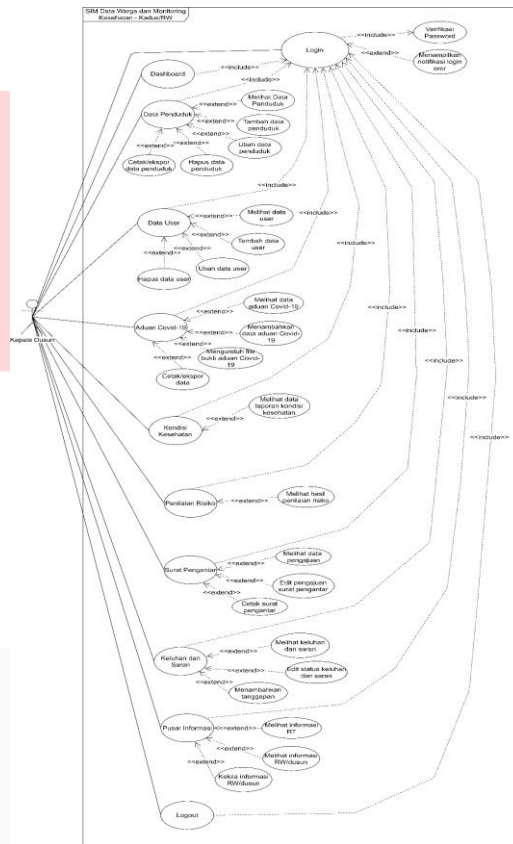 SIM Data Warga dan Monitoring
Kesehatan - Kadus/RW
Login
<<include>>
Verifikasi
Password
<<extend>>
Menampilkan
notifikasi login
eror
Dashboard
<<include>>
<<include>>
Data Penduduk
<<extend>>
Melihat Data
Penduduk
<<extend>>
Tambah data
penduduk
<<extend>>
Ubah data
penduduk
<<extend>>
Hapus data
penduduk
<<extend>>
Cetak/ekspor
data penduduk
<<include>>
Data User
<<extend>>
Melihat data
user
<<extend>>
Tambah data
user
<<extend>>
Ubah data user
<<extend>>
Hapus data user
<<include>>
Kepala Dusun
Aduan Covid-19
<<extend>>
Melihat data
aduan Covid-19
<<extend>>
Menambahkan
data aduan Covid-
19
<<extend>>
Mengunduh file
bukti aduan Covid-
19
<<extend>>
Cetak/ekspor
data
<<include>>
Kondisi
Kesehatan
<<extend>>
Melihat data
laporan kondisi
kesehatan
<<include>>
Penilaian Risiko
<<extend>>
Melihat hasil
penilaian risiko
<<include>>
Surat Pengantar
<<extend>>
Melihat data
pengajuan
<<extend>>
Edit pengajuan
surat pengantar
<<extend>>
Cetak surat
pengantar
<<include>>
Keluhan dan
Saran
<<extend>>
Melihat keluhan
dan saran
<<extend>>
Edit status keluhan
dan saran
<<extend>>
Menambahkan
tanggapan
<<include>>
Pusar Informasi
<<extend>>
Melihat informasi
RT
<<extend>>
Melihat informasi
RW/dusun
<<extend>>
Kelola informasi
RW/dusun
<<include>>
Logout